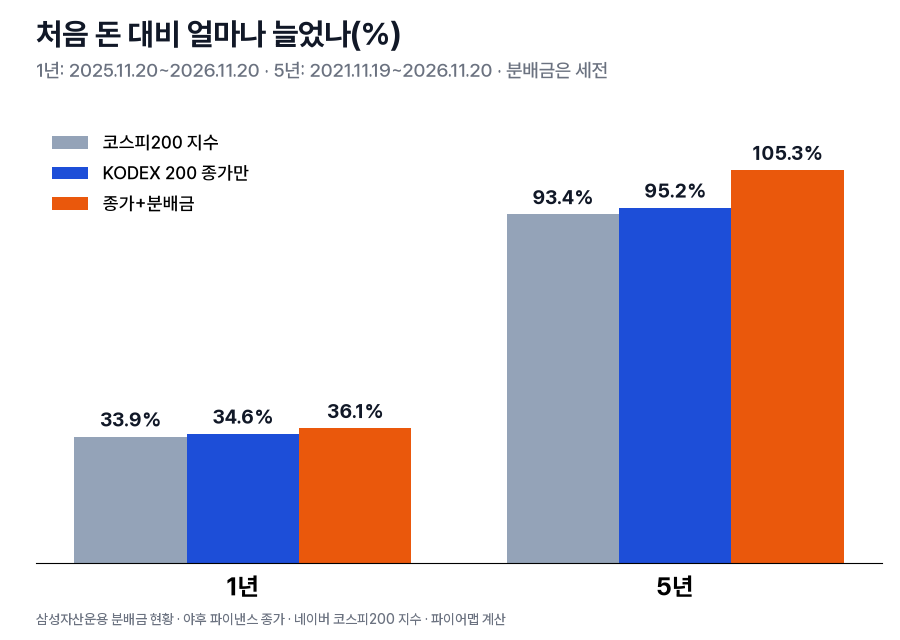 처음 돈 대비 얼마나 늘었나(%)
1년: 2025.11.20~2026.11.20 · 5년: 2021.11.19~2026.11.20 · 분배금은 세전
코스피200 지수
KODEX 200 종가만
종가+분배금
33.9%
34.6%
36.1%
93.4%
95.2%
105.3%
1년
5년
삼성자산운용 분배금 현황 · 야후 파이낸스 종가 · 네이버 코스피200 지수 · 파이어맵 계산